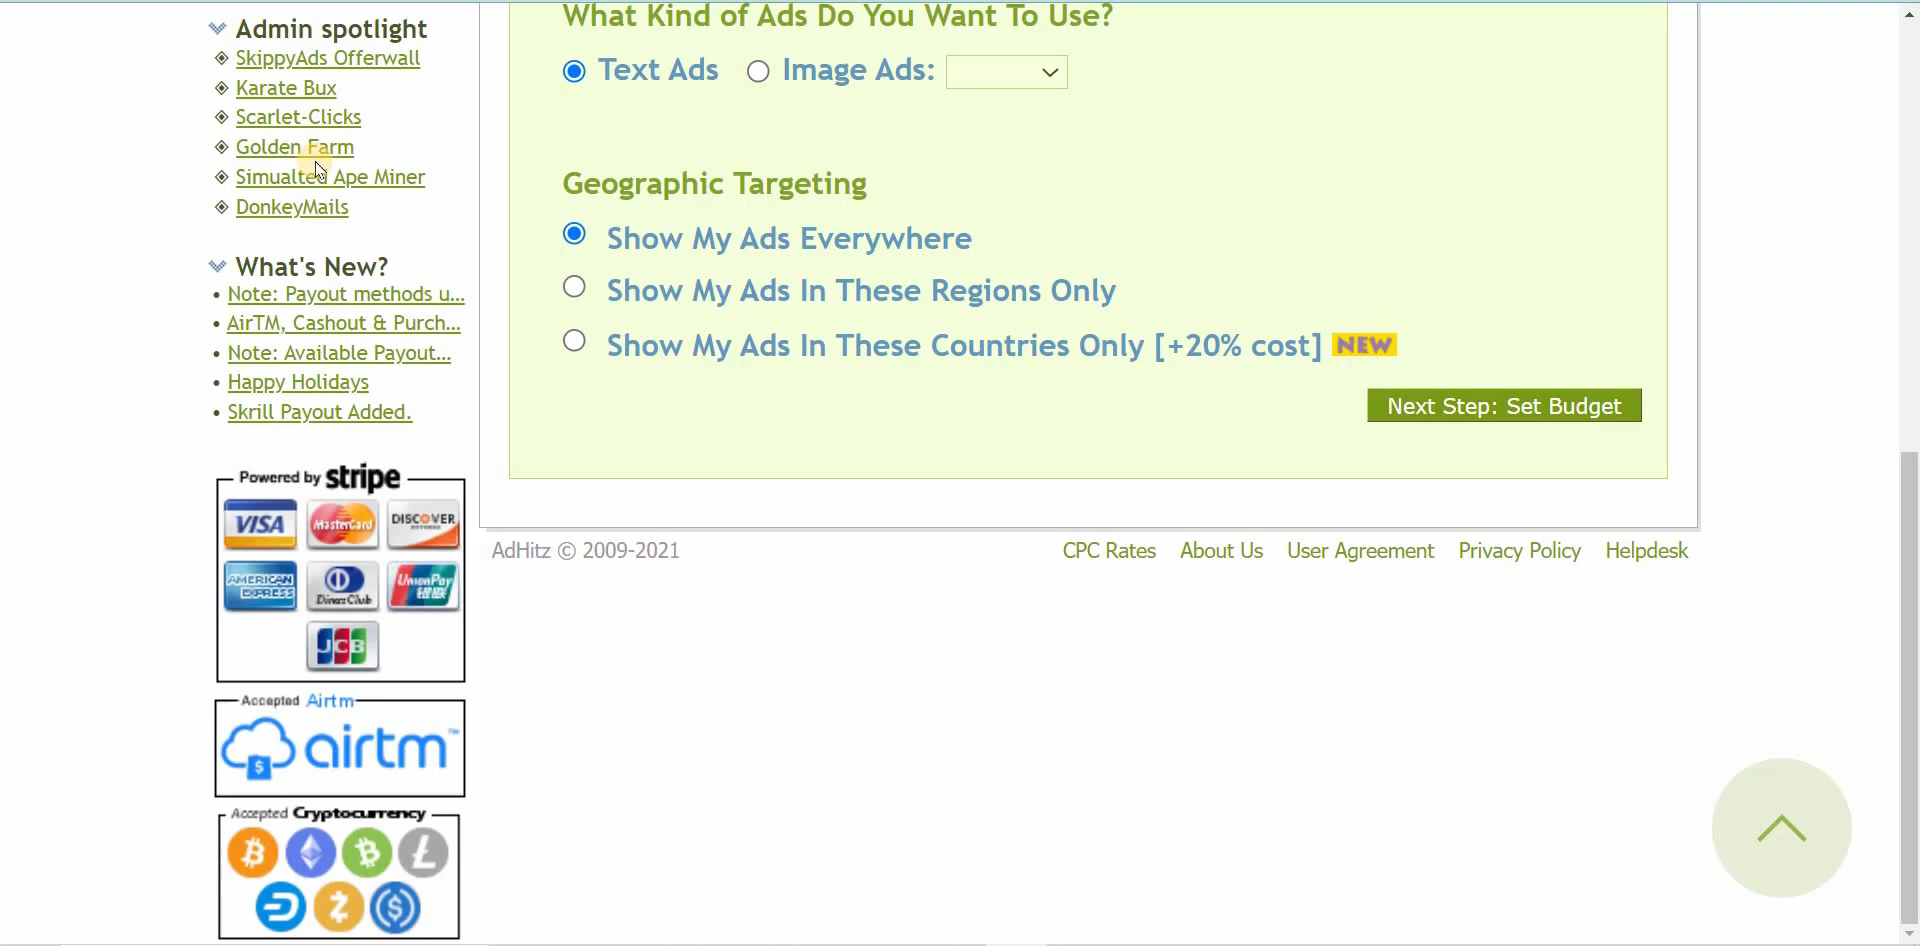 Admin spotlight
SkippyAds Offerwall
Karate Bux
Scarlet-Clicks
Golden Farm
Simualted Ape Miner
DonkeyMails
What's New?
Note: Payout methods u...
AirTM, Cashout & Purch...
Note: Available Payout...
Happy Holidays
Skrill Payout Added.
Powered by stripe
VISA MasterCard DISCOVER
AMERICAN EXPRESS Diners Club UnionPay 银联
JCB
Accepted Airtm
airtm™
Accepted Cryptocurrency
What Kind of Ads Do You Want To Use?
Text Ads Image Ads:
Geographic Targeting
Show My Ads Everywhere
Show My Ads In These Regions Only
Show My Ads In These Countries Only [+20% cost] NEW
Next Step: Set Budget
AdHitz © 2009-2021 CPC Rates About Us User Agreement Privacy Policy Helpdesk